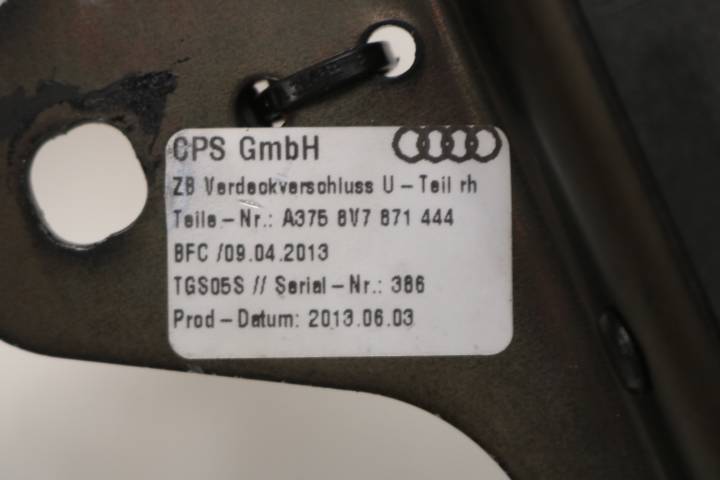 CPS GmbH
ZB Verdeckverschluss U-Teil rh
Teile-Nr.: A375 8V7 871 444
BFC /09.04.2013
TGS05S // Serial-Nr.: 386
Prod-Datum: 2013.06.03